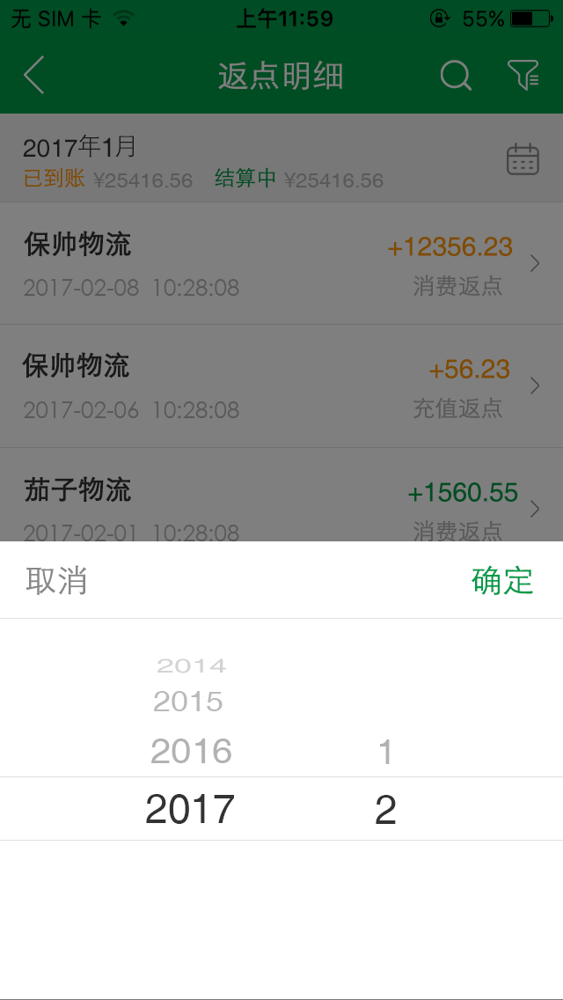 无 SIM 卡 上午11:59 55%
返点明细
2017年1月
已到账 ¥25416.56 结算中 ¥25416.56
保帅物流 +12356.23
2017-02-08 10:28:08 消费返点
保帅物流 +56.23
2017-02-06 10:28:08 充值返点
茄子物流 +1560.55
2017-02-01 10:28:08 消费返点
取消 确定
2014
2015
2016 1
2017 2